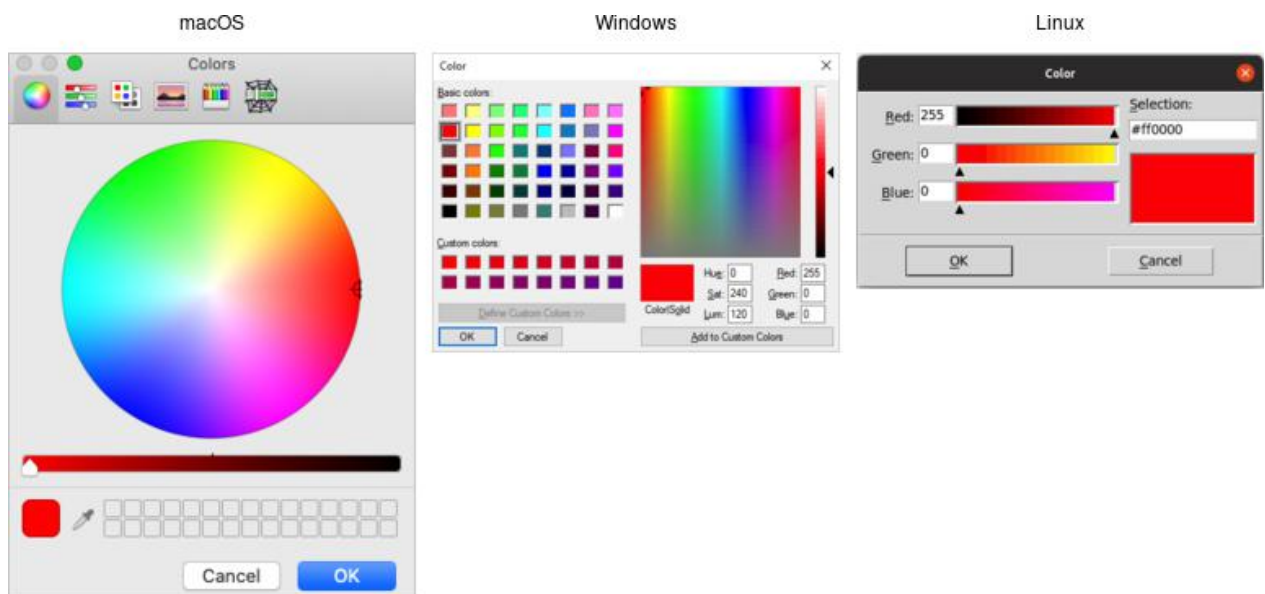 macOS
Windows
Linux
Colors
Cancel
OK
Color
Basic colors:
Custom colors:
Define Custom Colors >>
OK
Cancel
Hue: 0
Sat: 240
Lum: 120
Red: 255
Green: 0
Blue: 0
Color|Solid
Add to Custom Colors
Color
Red: 255
Green: 0
Blue: 0
Selection:
#ff0000
OK
Cancel